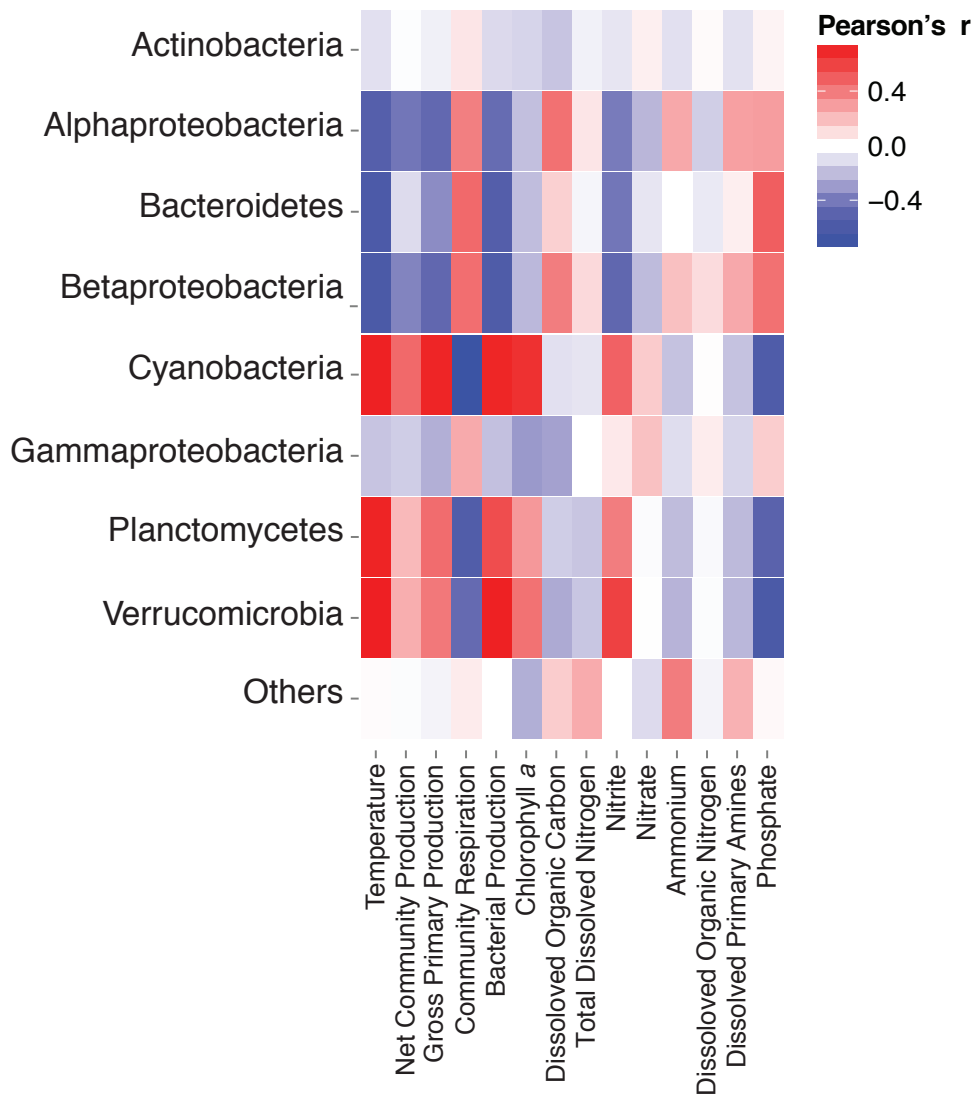 Pearson's r
0.4
0.0
−0.4
Actinobacteria
Alphaproteobacteria
Bacteroidetes
Betaproteobacteria
Cyanobacteria
Gammaproteobacteria
Planctomycetes
Verrucomicrobia
Others
Temperature
Net Community Production
Gross Primary Production
Community Respiration
Bacterial Production
Chlorophyll a
Dissoloved Organic Carbon
Total Dissolved Nitrogen
Nitrite
Nitrate
Ammonium
Dissoloved Organic Nitrogen
Dissolved Primary Amines
Phosphate